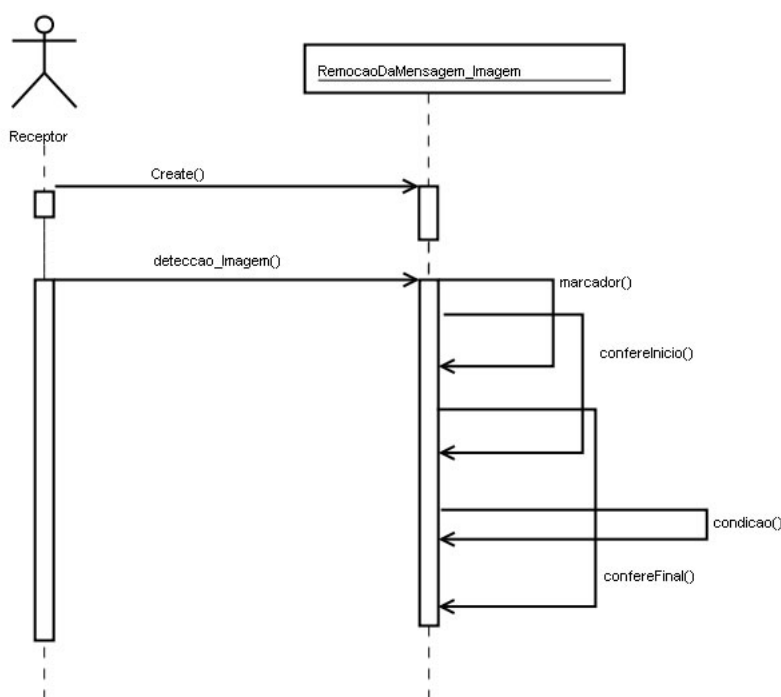 RemocaoDaMensagem_Imagem
Receptor
Create()
deteccao_Imagem()
marcador()
confereInicio()
condicao()
confereFinal()